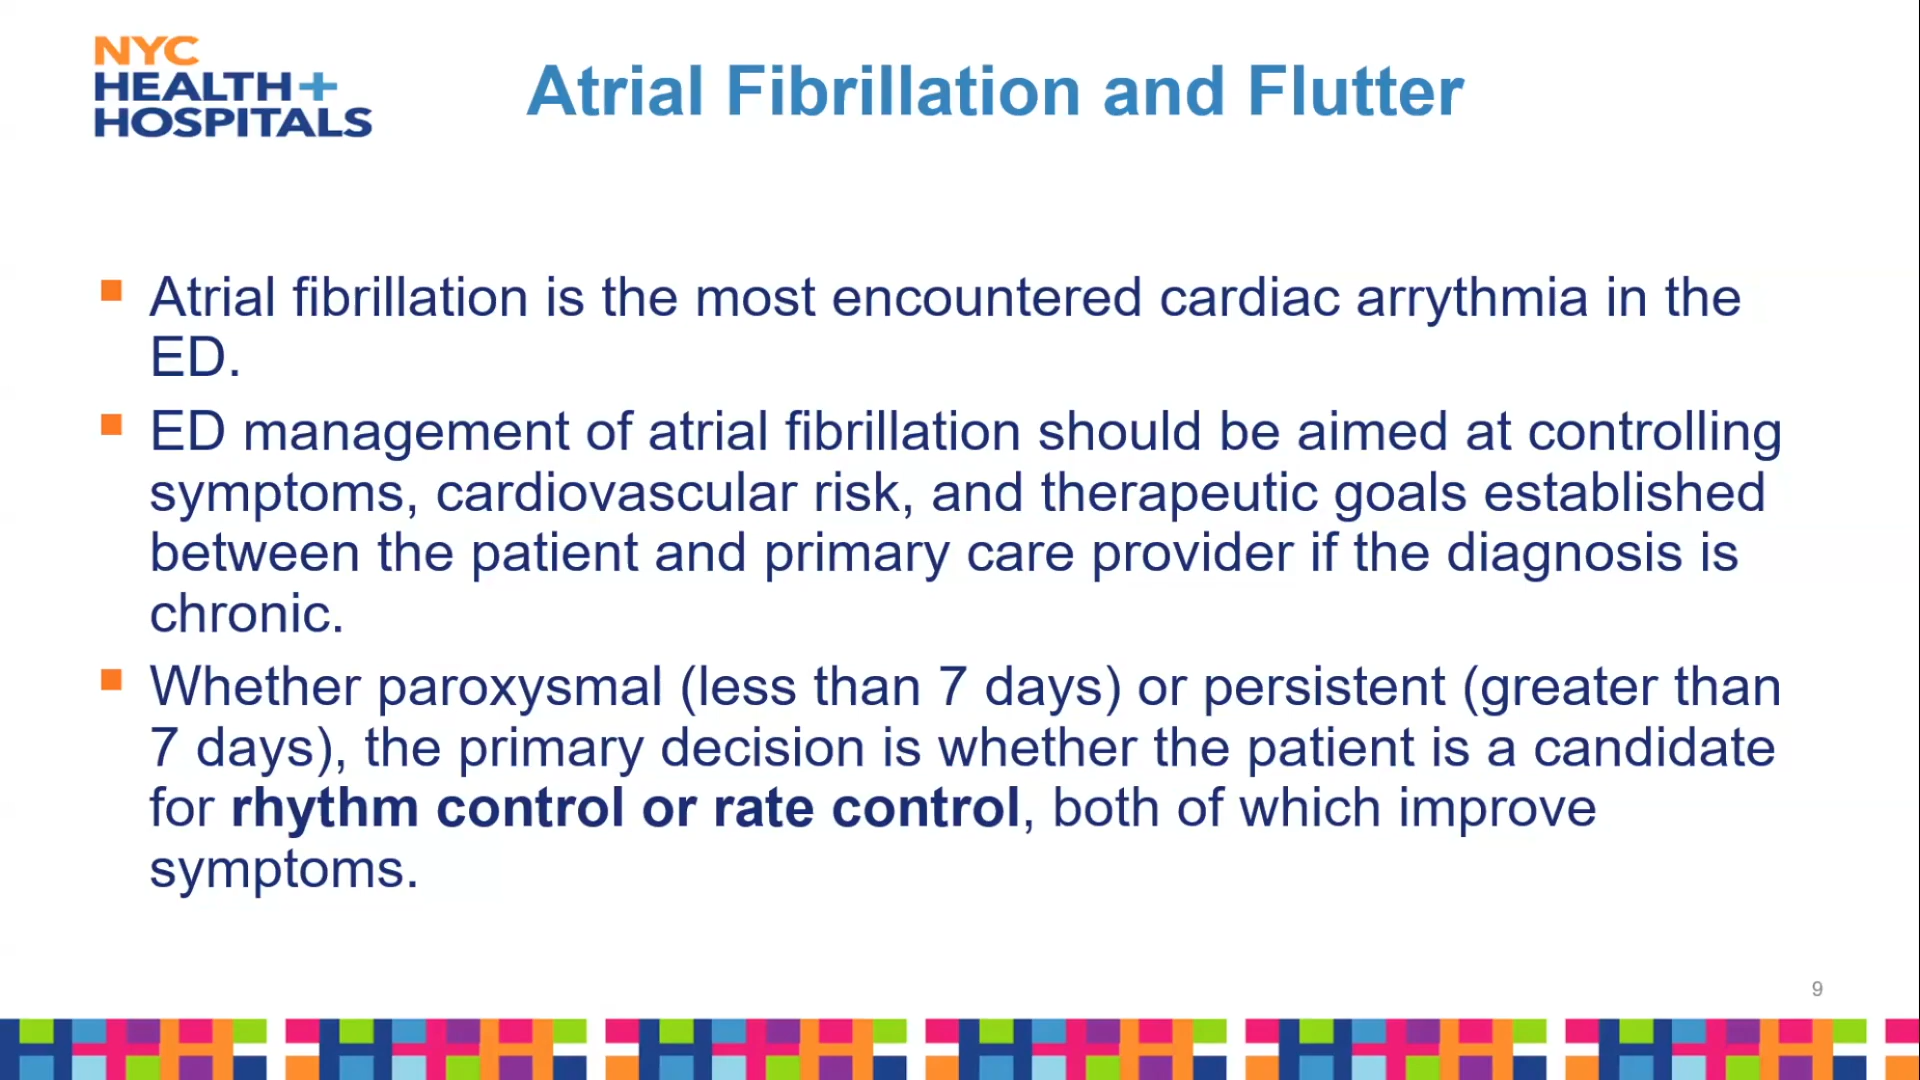 NYC
HEALTH+
HOSPITALS
Atrial Fibrillation and Flutter
Atrial fibrillation is the most encountered cardiac arrythmia in the
ED.
ED management of atrial fibrillation should be aimed at controlling
symptoms, cardiovascular risk, and therapeutic goals established
between the patient and primary care provider if the diagnosis is
chronic.
Whether paroxysmal (less than 7 days) or persistent (greater than
7 days), the primary decision is whether the patient is a candidate
for rhythm control or rate control, both of which improve
symptoms.
9